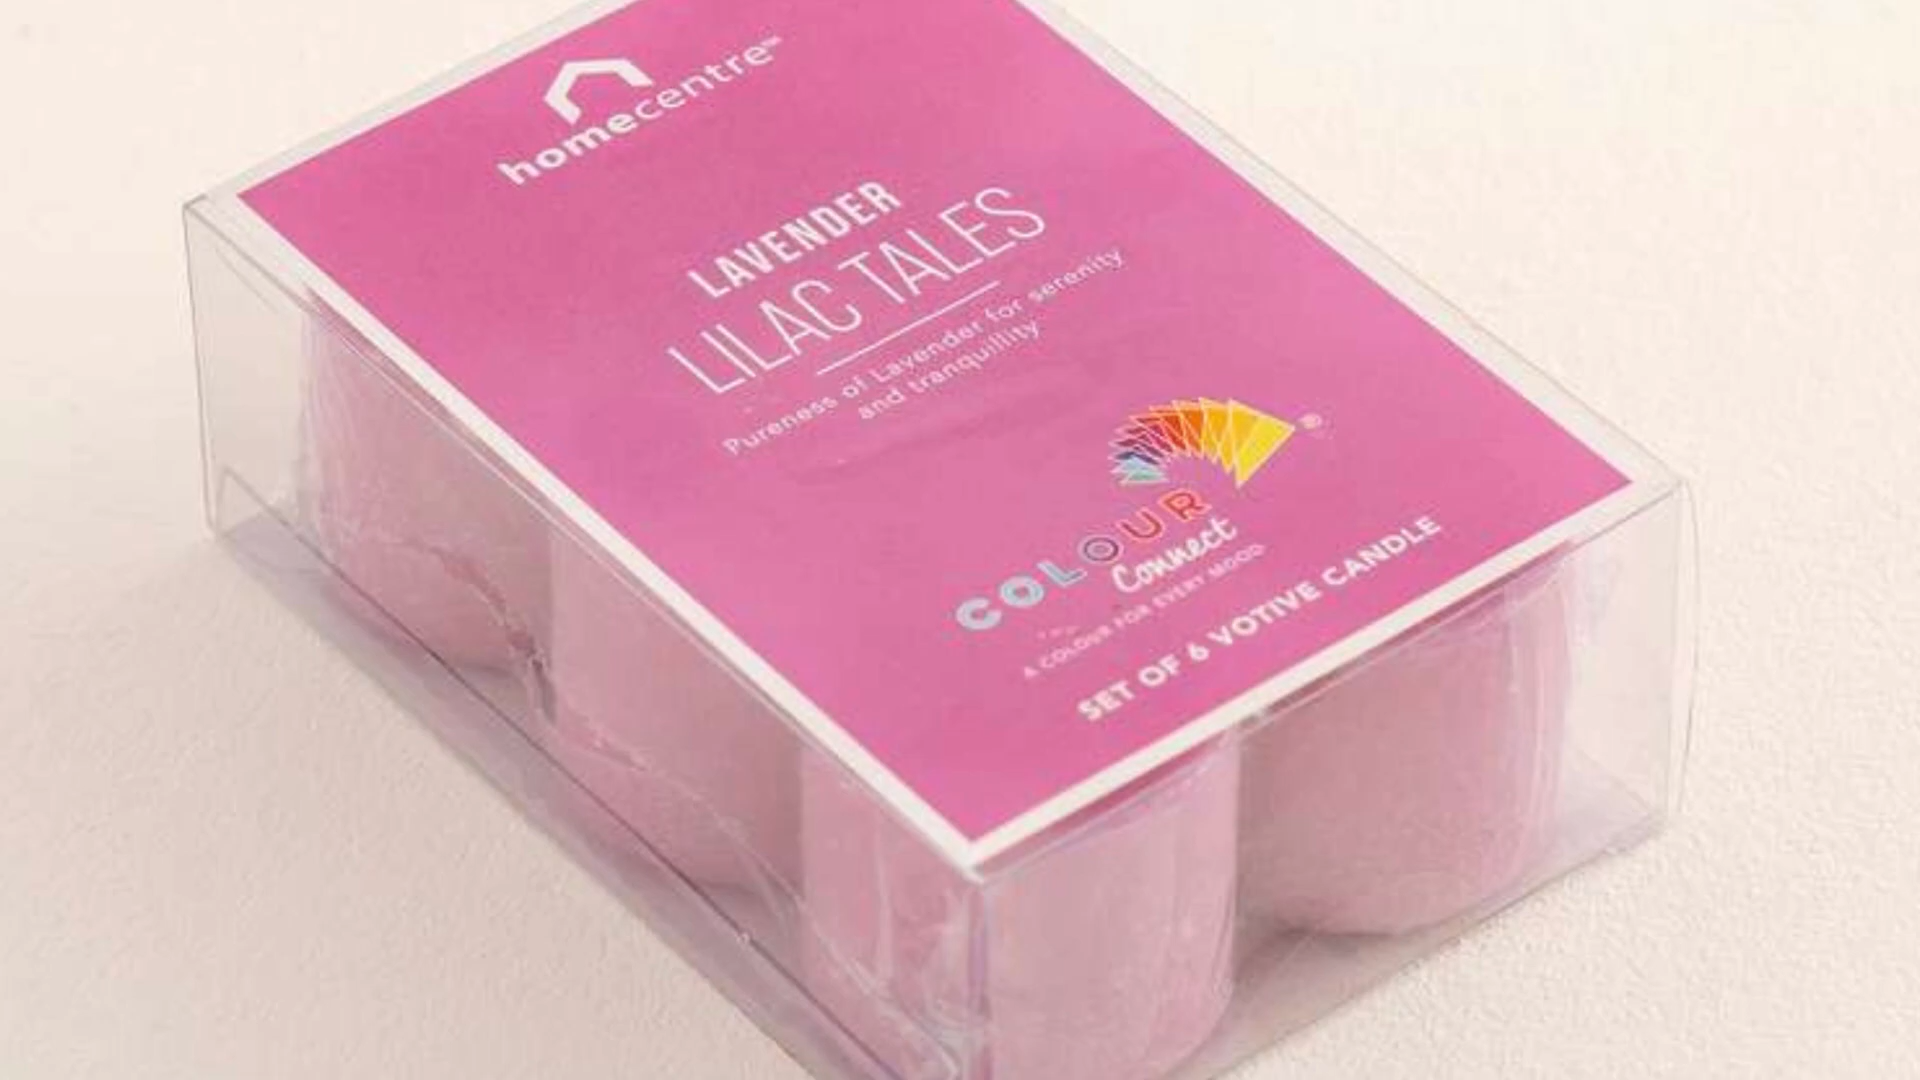 homecentre™
LAVENDER
LILAC TALES
Pureness of Lavender for serenity
and tranquillity
®
COLOUR
Connect
A COLOUR FOR EVERY MOOD
SET OF 6 VOTIVE CANDLE